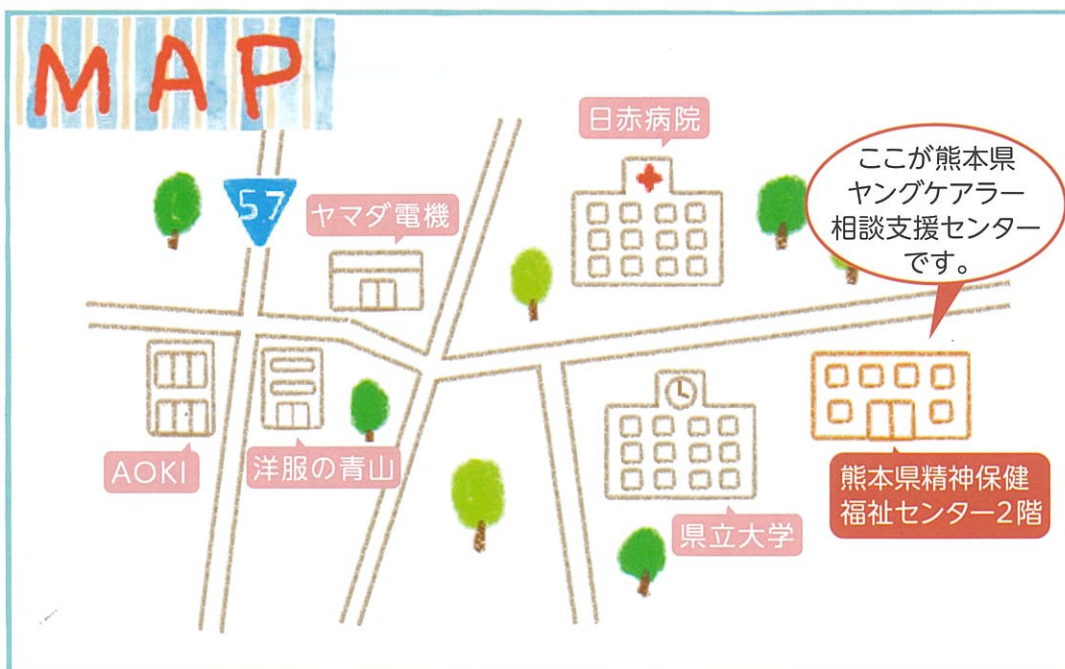 MAP
日赤病院
ここが熊本県
ヤングケアラー
相談支援センター
です。
57
ヤマダ電機
AOKI
洋服の青山
県立大学
熊本県精神保健
福祉センター2階